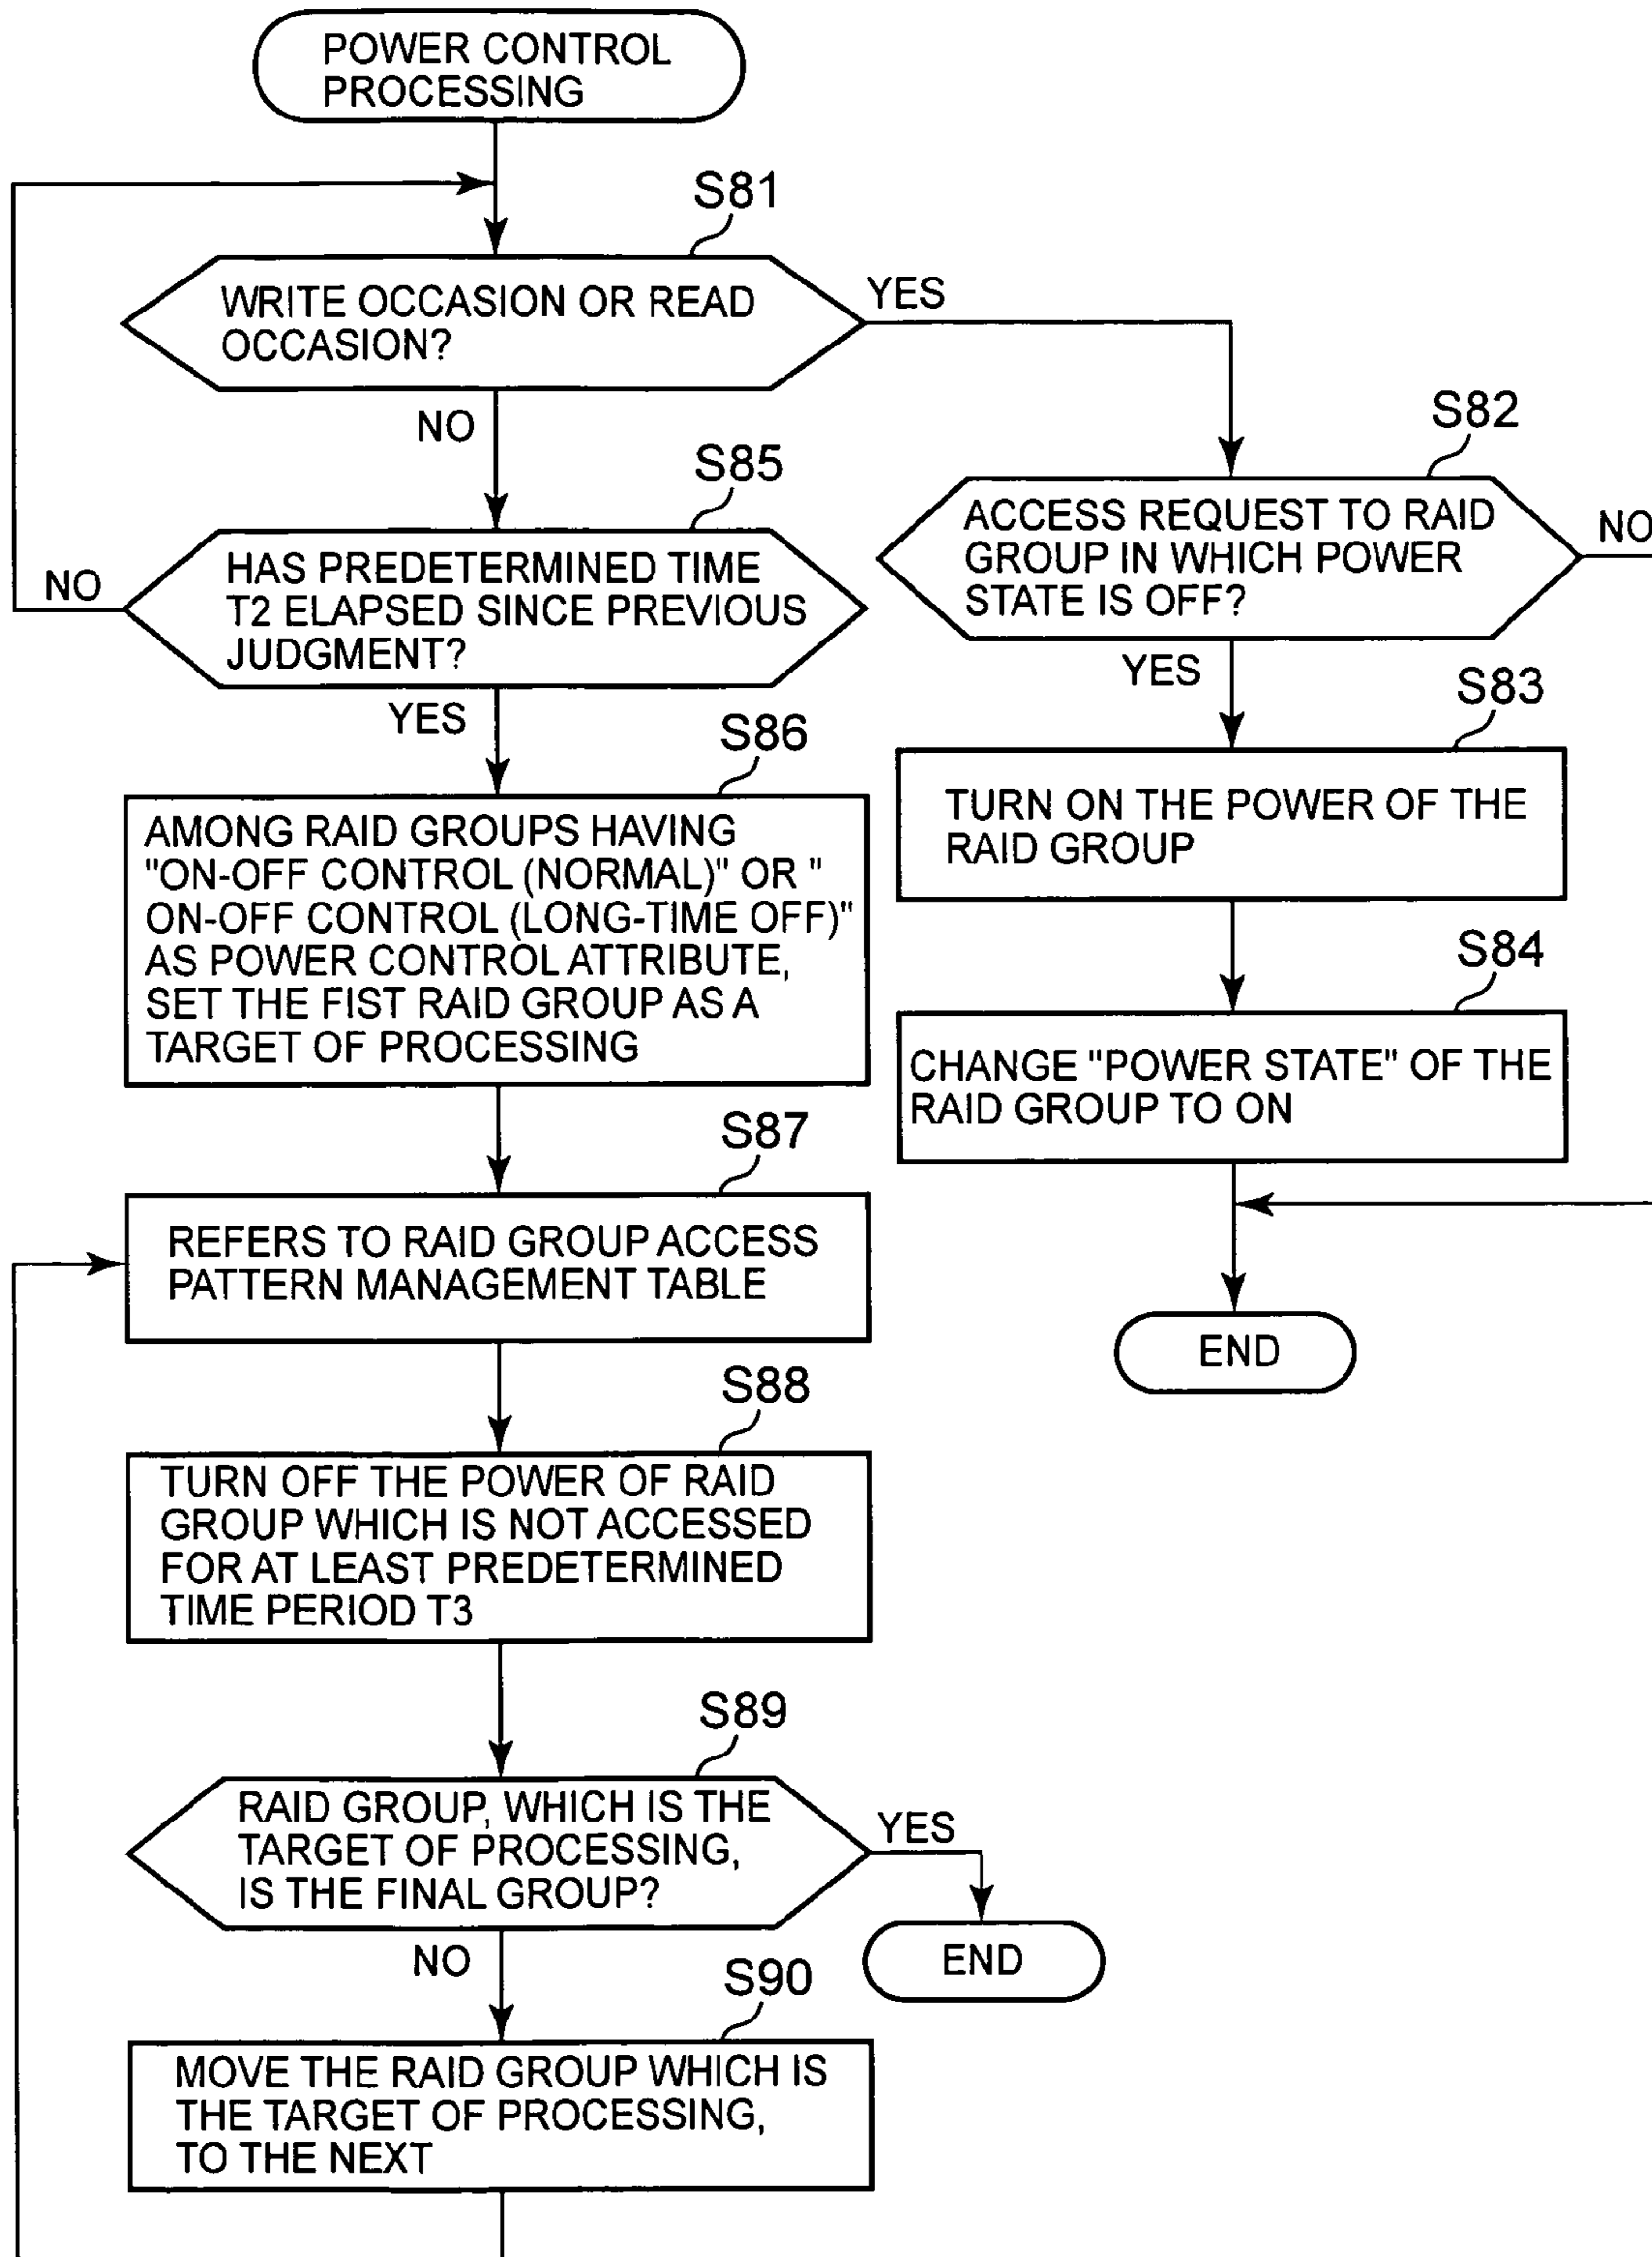 POWER CONTROL
PROCESSING
S81
WRITE OCCASION OR READ
OCCASION?
YES
NO
S82
ACCESS REQUEST TO RAID
GROUP IN WHICH POWER
STATE IS OFF?
NO
YES
S83
TURN ON THE POWER OF THE
RAID GROUP
S84
CHANGE "POWER STATE" OF THE
RAID GROUP TO ON
END
S85
HAS PREDETERMINED TIME
T2 ELAPSED SINCE PREVIOUS
JUDGMENT?
NO
YES
S86
AMONG RAID GROUPS HAVING
"ON-OFF CONTROL (NORMAL)" OR "
ON-OFF CONTROL (LONG-TIME OFF)"
AS POWER CONTROL ATTRIBUTE,
SET THE FIST RAID GROUP AS A
TARGET OF PROCESSING
S87
REFERS TO RAID GROUP ACCESS
PATTERN MANAGEMENT TABLE
S88
TURN OFF THE POWER OF RAID
GROUP WHICH IS NOT ACCESSED
FOR AT LEAST PREDETERMINED
TIME PERIOD T3
S89
RAID GROUP, WHICH IS THE
TARGET OF PROCESSING,
IS THE FINAL GROUP?
YES
END
NO
S90
MOVE THE RAID GROUP WHICH IS
THE TARGET OF PROCESSING,
TO THE NEXT